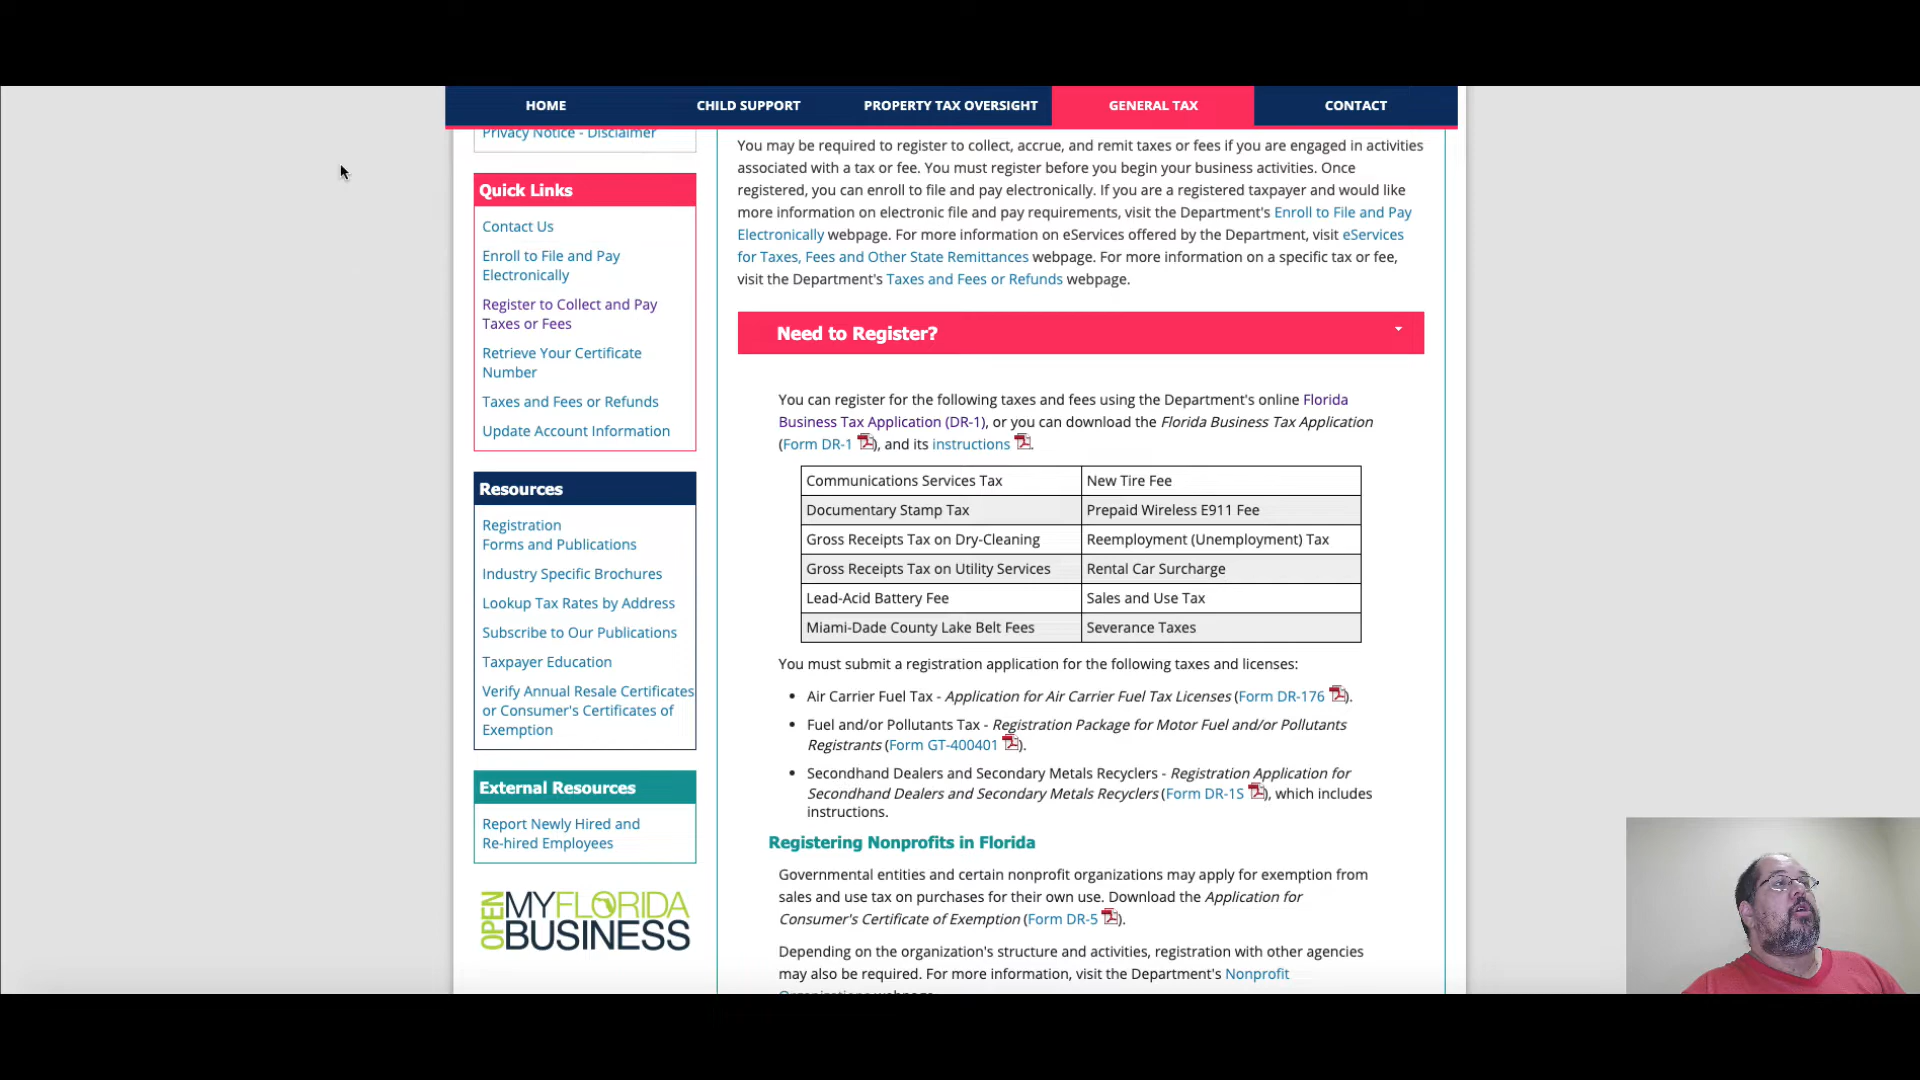 HOME
CHILD SUPPORT
PROPERTY TAX OVERSIGHT
GENERAL TAX
CONTACT
Privacy Notice - Disclaimer
Quick Links
Contact Us
Enroll to File and Pay
Electronically
Register to Collect and Pay
Taxes or Fees
Retrieve Your Certificate
Number
Taxes and Fees or Refunds
Update Account Information
Resources
Registration
Forms and Publications
Industry Specific Brochures
Lookup Tax Rates by Address
Subscribe to Our Publications
Taxpayer Education
Verify Annual Resale Certificates
or Consumer's Certificates of
Exemption
External Resources
Report Newly Hired and
Re-hired Employees
OPEN MYFLORIDA
BUSINESS
You may be required to register to collect, accrue, and remit taxes or fees if you are engaged in activities
associated with a tax or fee. You must register before you begin your business activities. Once
registered, you can enroll to file and pay electronically. If you are a registered taxpayer and would like
more information on electronic file and pay requirements, visit the Department's Enroll to File and Pay
Electronically webpage. For more information on eServices offered by the Department, visit eServices
for Taxes, Fees and Other State Remittances webpage. For more information on a specific tax or fee,
visit the Department's Taxes and Fees or Refunds webpage.
Need to Register?
You can register for the following taxes and fees using the Department's online Florida
Business Tax Application (DR-1), or you can download the Florida Business Tax Application
(Form DR-1 ), and its instructions .
Communications Services Tax
New Tire Fee
Documentary Stamp Tax
Prepaid Wireless E911 Fee
Gross Receipts Tax on Dry-Cleaning
Reemployment (Unemployment) Tax
Gross Receipts Tax on Utility Services
Rental Car Surcharge
Lead-Acid Battery Fee
Sales and Use Tax
Miami-Dade County Lake Belt Fees
Severance Taxes
You must submit a registration application for the following taxes and licenses:
• Air Carrier Fuel Tax - Application for Air Carrier Fuel Tax Licenses (Form DR-176 ).
• Fuel and/or Pollutants Tax - Registration Package for Motor Fuel and/or Pollutants
Registrants (Form GT-400401 ).
• Secondhand Dealers and Secondary Metals Recyclers - Registration Application for
Secondhand Dealers and Secondary Metals Recyclers (Form DR-1S ), which includes
instructions.
Registering Nonprofits in Florida
Governmental entities and certain nonprofit organizations may apply for exemption from
sales and use tax on purchases for their own use. Download the Application for
Consumer's Certificate of Exemption (Form DR-5 ).
Depending on the organization's structure and activities, registration with other agencies
may also be required. For more information, visit the Department's Nonprofit